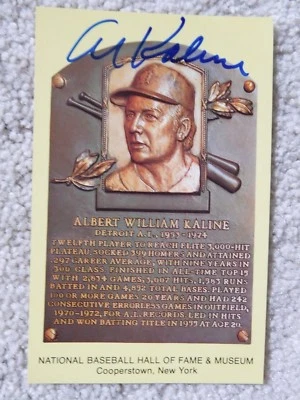 Al Kaline
ALBERT WILLIAM KALINE
DETROIT A.L., 1953-1974
TWELFTH PLAYER TO REACH ELITE 3,000-HIT
PLATEAU. SOCKED 399 HOMERS AND ATTAINED
.297 CAREER AVERAGE, WITH NINE YEARS IN
.300 CLASS. FINISHED IN ALL-TIME TOP 15
WITH 2,834 GAMES, 3,007 HITS, 1,583 RUNS
BATTED IN AND 4,852 TOTAL BASES. PLAYED
100 OR MORE GAMES 20 YEARS AND HAD 242
CONSECUTIVE ERRORLESS GAMES IN OUTFIELD,
1970-1972, FOR A.L. RECORDS. LED IN HITS
AND WON BATTING TITLE IN 1955 AT AGE 20.
NATIONAL BASEBALL HALL OF FAME & MUSEUM
Cooperstown, New York